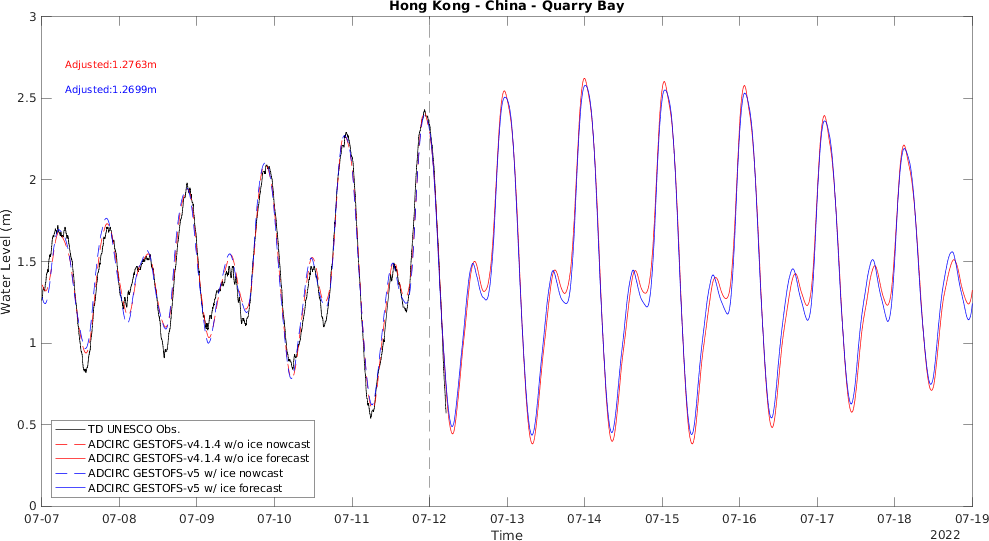 Hong Kong - China - Quarry Bay
3
2.5
2
1.5
1
0.5
0
Water Level (m)
Adjusted:1.2763m
Adjusted:1.2699m
TD UNESCO Obs.
ADCIRC GESTOFS-v4.1.4 w/o ice nowcast
ADCIRC GESTOFS-v4.1.4 w/o ice forecast
ADCIRC GESTOFS-v5 w/ ice nowcast
ADCIRC GESTOFS-v5 w/ ice forecast
07-07 07-08 07-09 07-10 07-11 07-12 07-13 07-14 07-15 07-16 07-17 07-18 07-19
Time
2022